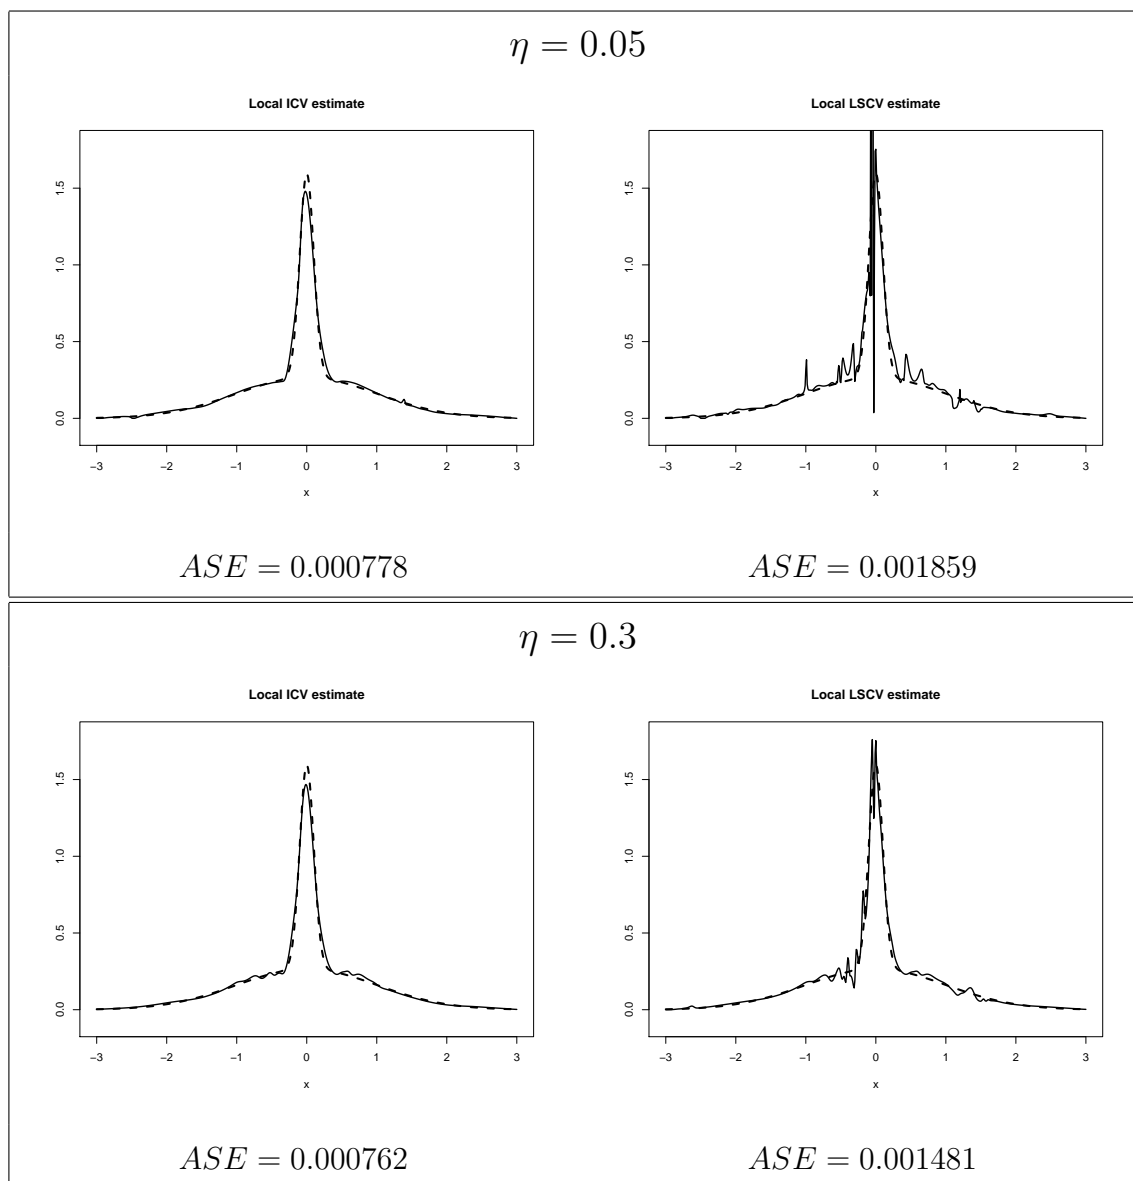 η = 0.05
Local ICV estimate
Local LSCV estimate
1.5
1.0
0.5
0.0
−3 −2 −1 0 1 2 3
x
1.5
1.0
0.5
0.0
−3 −2 −1 0 1 2 3
x
ASE = 0.000778
ASE = 0.001859
η = 0.3
Local ICV estimate
Local LSCV estimate
1.5
1.0
0.5
0.0
−3 −2 −1 0 1 2 3
x
1.5
1.0
0.5
0.0
−3 −2 −1 0 1 2 3
x
ASE = 0.000762
ASE = 0.001481